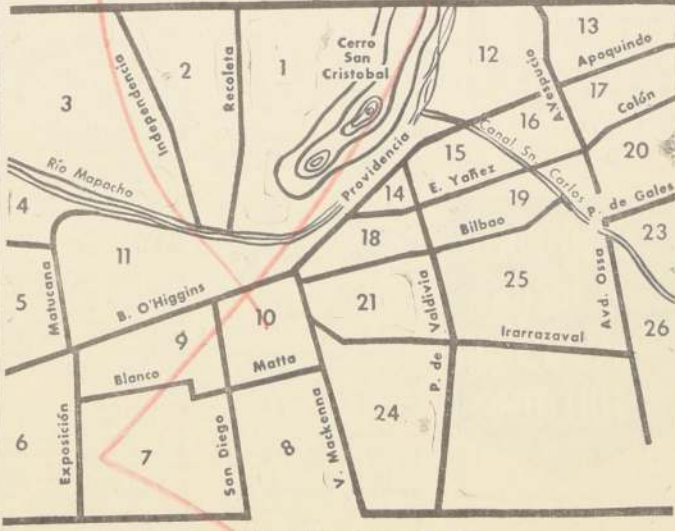 13
Apoquindo
12
A.Vespucio
17
Colón
Cerro
San
Cristobal
1
2
Recoleta
Independencia
3
16
Canal Sn. Carlos
15
20
Providencia
E. Yañez
14
19
P. de Gales
Río Mapocho
4
18
Bilbao
23
11
Matucana
B. O'Higgins
5
21
P. de Valdivia
25
Avd. Ossa
26
10
9
Irarrazaval
Matta
Blanco
6
Exposición
7
San Diego
8
V. Mackenna
24